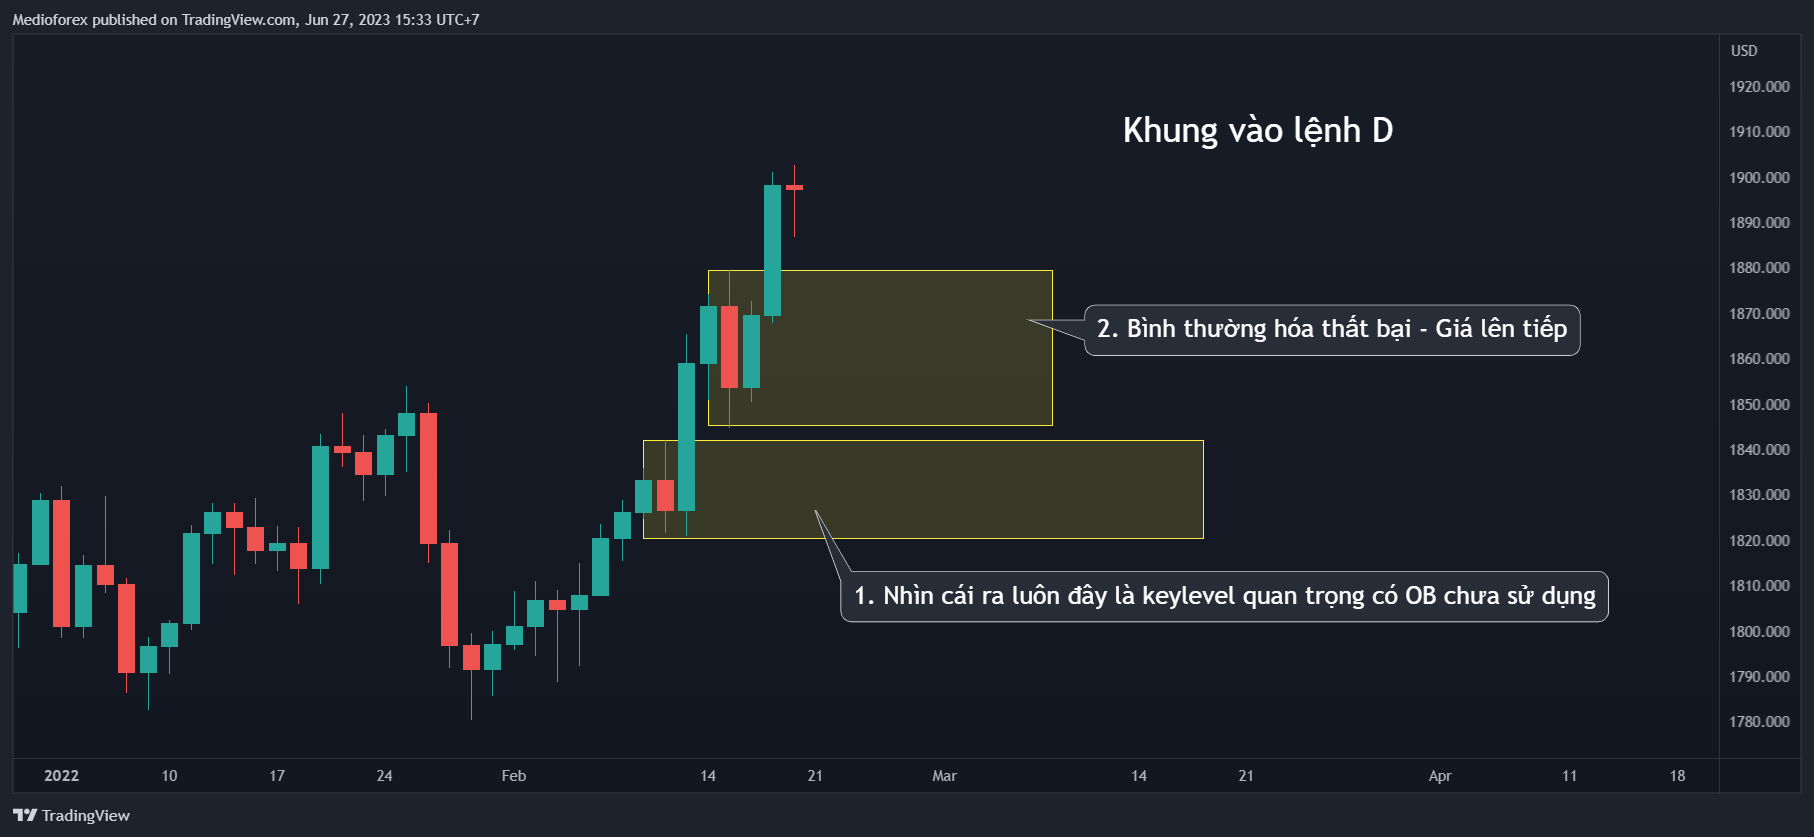 Medioforex published on TradingView.com, Jun 27, 2023 15:33 UTC+7
USD
1920.000
Khung vào lệnh D
1910.000
1900.000
1890.000
1880.000
1870.000
2. Bình thường hóa thất bại - Giá lên tiếp
1860.000
1850.000
1840.000
1830.000
1820.000
1810.000
1. Nhìn cái ra luôn đây là keylevel quan trọng có OB chưa sử dụng
1800.000
1790.000
1780.000
2022 10 17 24 Feb 14 21 Mar 14 21 Apr 11 18
TradingView